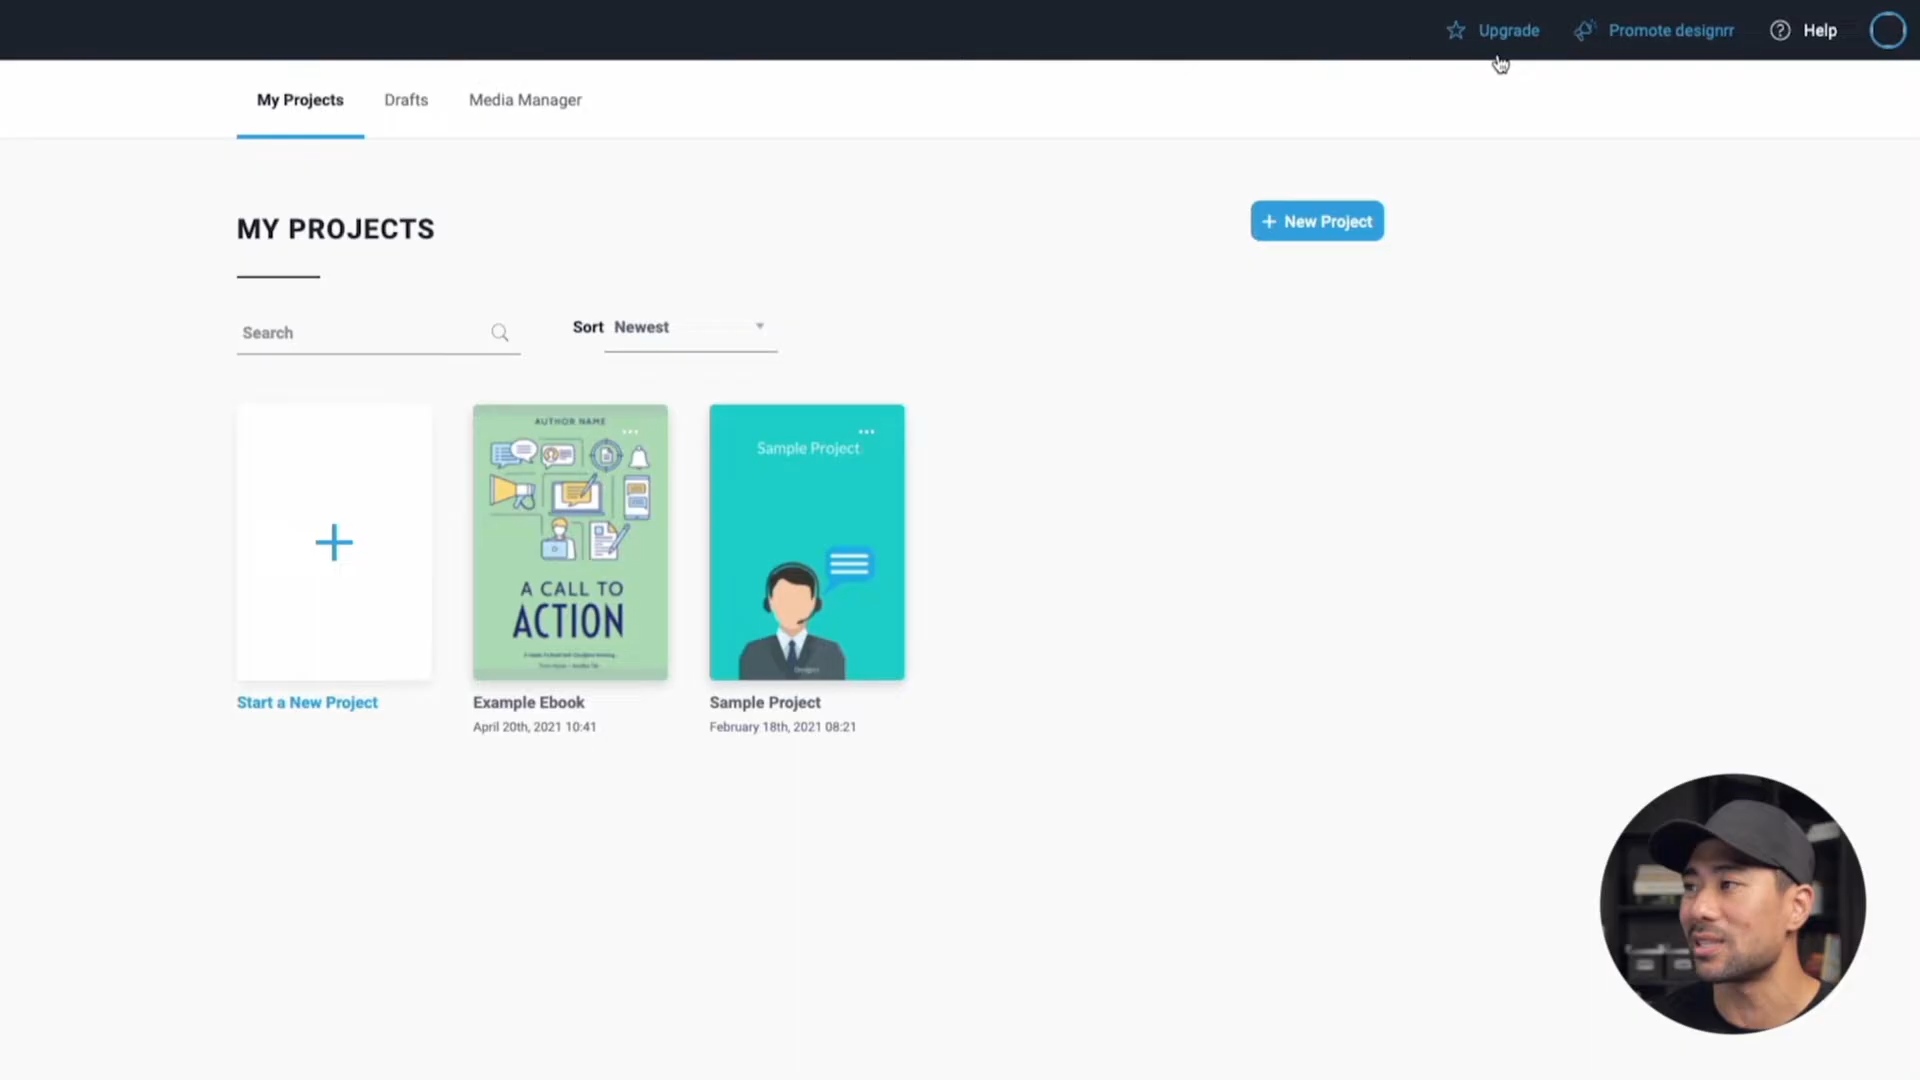 Upgrade
Promote designrr
Help
My Projects
Drafts
Media Manager
MY PROJECTS
+ New Project
Search
Sort Newest
AUTHOR NAME
A CALL TO
ACTION
Sample Project
Start a New Project
Example Ebook
April 20th, 2021 10:41
Sample Project
February 18th, 2021 08:21